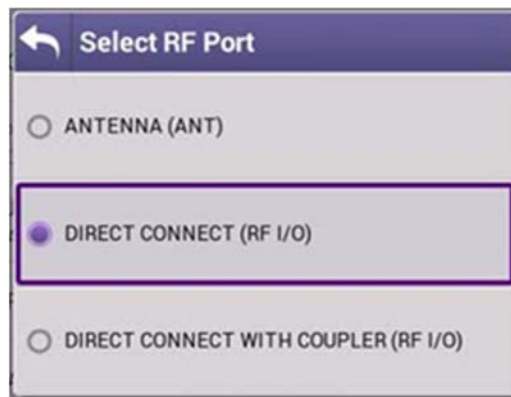 Select RF Port
ANTENNA (ANT)
DIRECT CONNECT (RF I/O)
DIRECT CONNECT WITH COUPLER (RF I/O)